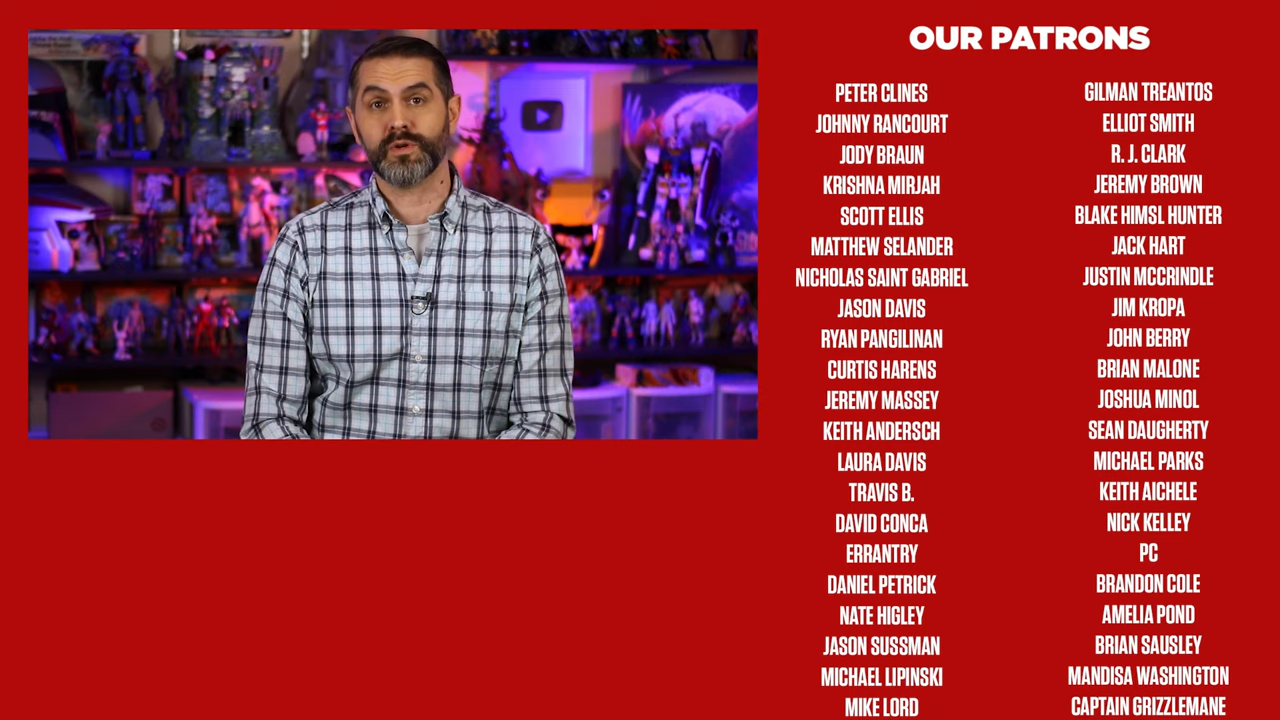 OUR PATRONS
PETER CLINES
JOHNNY RANCOURT
JODY BRAUN
KRISHNA MIRJAH
SCOTT ELLIS
MATTHEW SELANDER
NICHOLAS SAINT GABRIEL
JASON DAVIS
RYAN PANGILINAN
CURTIS HARENS
JEREMY MASSEY
KEITH ANDERSCH
LAURA DAVIS
TRAVIS B.
DAVID CONCA
ERRANTRY
DANIEL PETRICK
NATE HIGLEY
JASON SUSSMAN
MICHAEL LIPINSKI
MIKE LORD
GILMAN TREANTOS
ELLIOT SMITH
R. J. CLARK
JEREMY BROWN
BLAKE HIMSL HUNTER
JACK HART
JUSTIN MCCRINDLE
JIM KROPA
JOHN BERRY
BRIAN MALONE
JOSHUA MINOL
SEAN DAUGHERTY
MICHAEL PARKS
KEITH AICHELE
NICK KELLEY
PC
BRANDON COLE
AMELIA POND
BRIAN SAUSLEY
MANDISA WASHINGTON
CAPTAIN GRIZZLEMANE